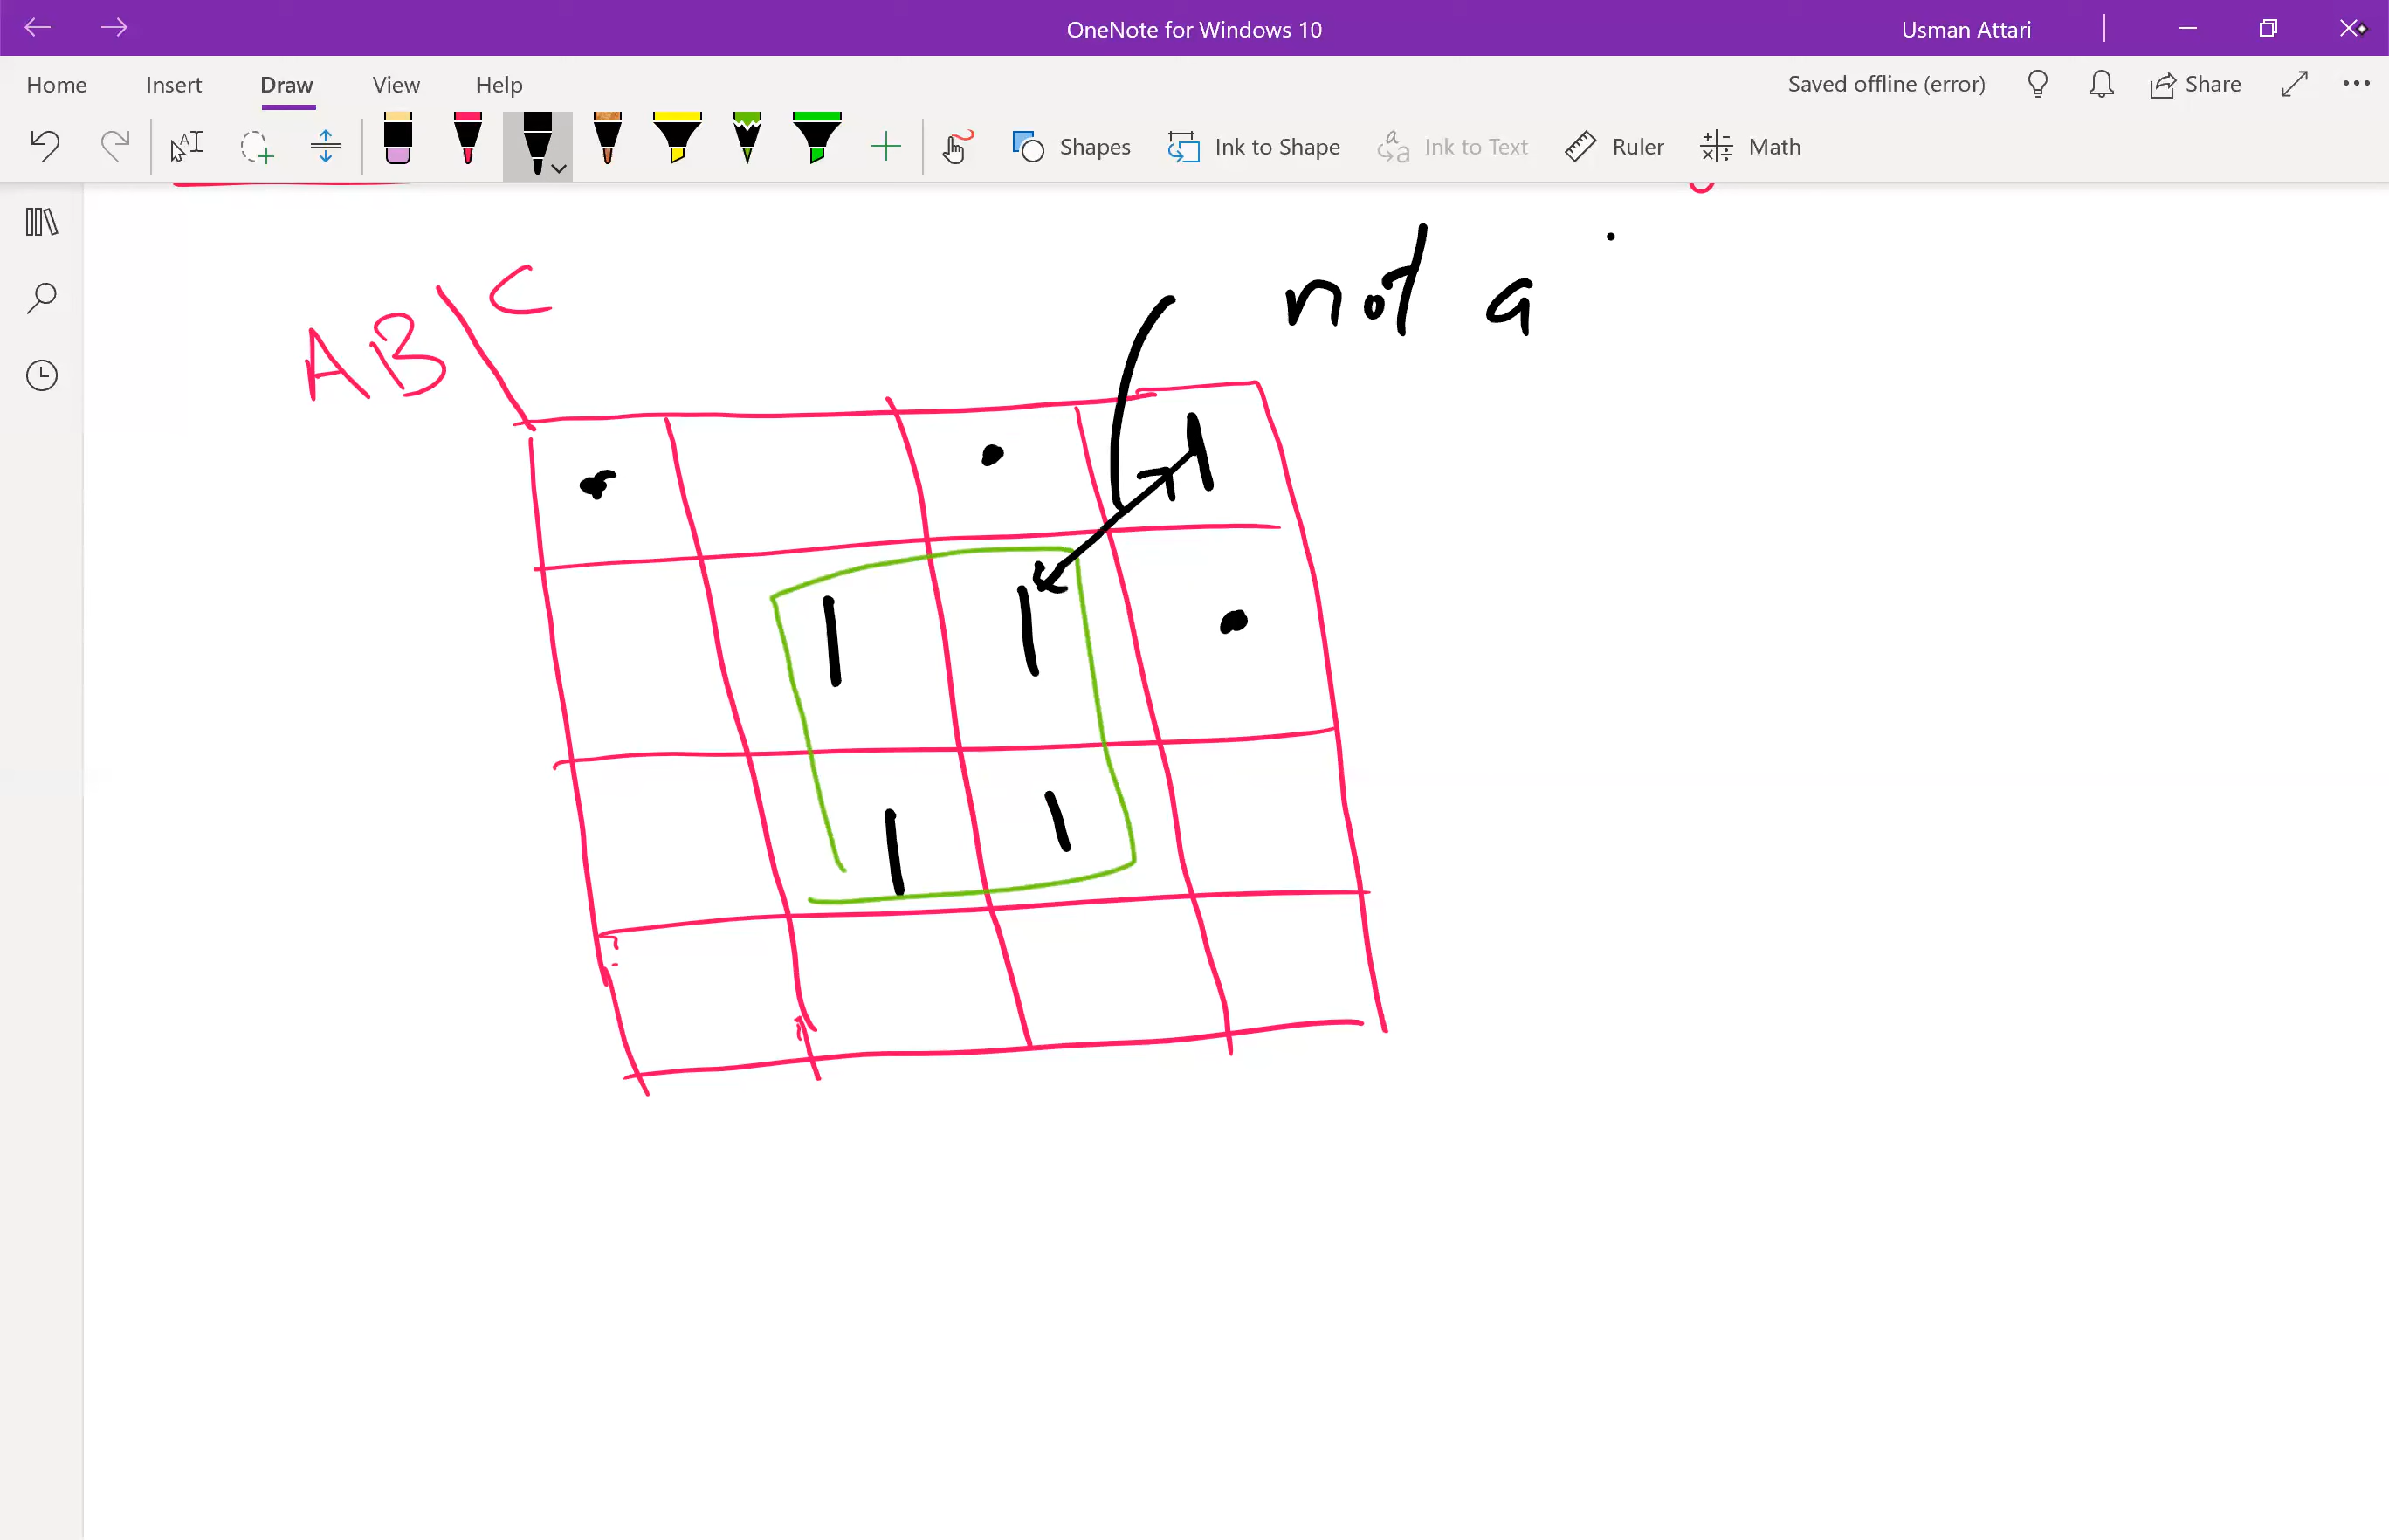 OneNote for Windows 10
Usman Attari
Home Insert Draw View Help
Saved offline (error) Share
Shapes Ink to Shape Ink to Text Ruler Math
not a
AB\C
1
1 1
1 1